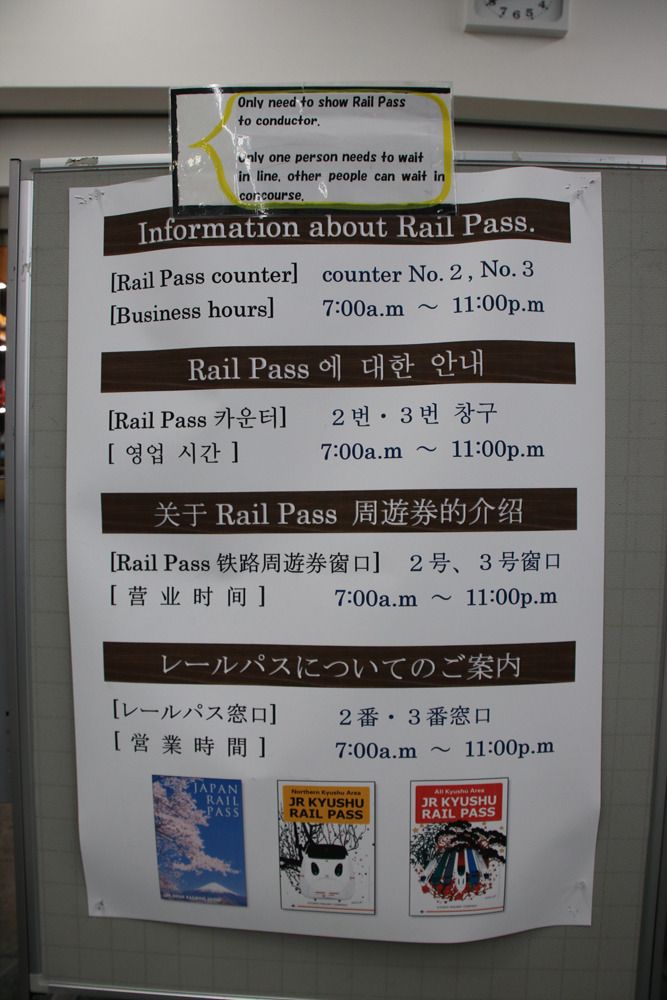 Only need to show Rail Pass
to conductor.
Only one person needs to wait
in line, other people can wait in
concourse.
Information about Rail Pass.
[Rail Pass counter] counter No. 2 , No. 3
[Business hours] 7:00a.m ～ 11:00p.m
Rail Pass 에 대한 안내
[Rail Pass 카운터] 2번・3번 창구
[ 영업 시간 ] 7:00a.m ～ 11:00p.m
关于 Rail Pass 周遊券的介绍
[Rail Pass 铁路周遊券窗口] 2号、3号窗口
[ 营 业 时 间 ] 7:00a.m ～ 11:00p.m
レールパスについてのご案内
[レールパス窓口] 2番・3番窓口
[ 営 業 時 間 ] 7:00a.m ～ 11:00p.m
JAPAN
RAIL
PASS
Northern Kyushu Area
JR KYUSHU
RAIL PASS
All Kyushu Area
JR KYUSHU
RAIL PASS